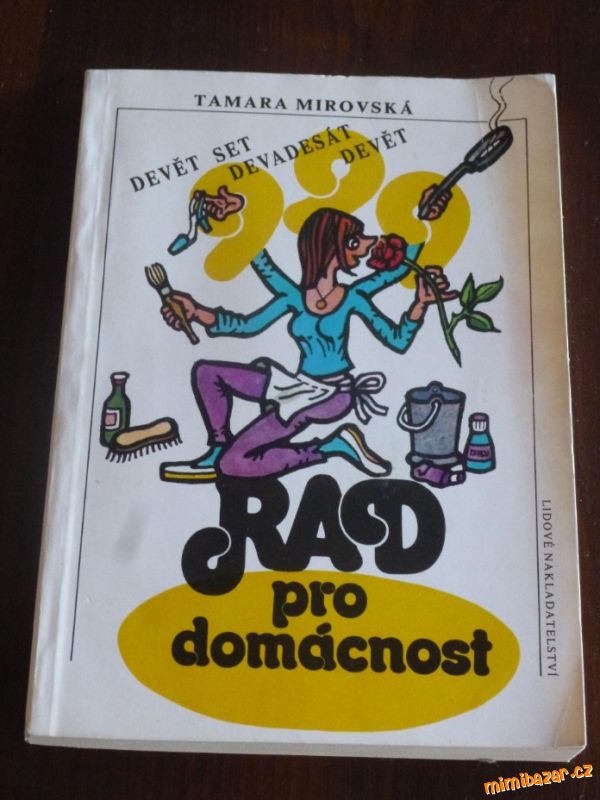 TAMARA MIROVSKÁ
DEVĚT SET
DEVADESÁT
DEVĚT
999
RAD
pro
domácnost
LIDOVÉ NAKLADATELSTVÍ
mimibazar.cz